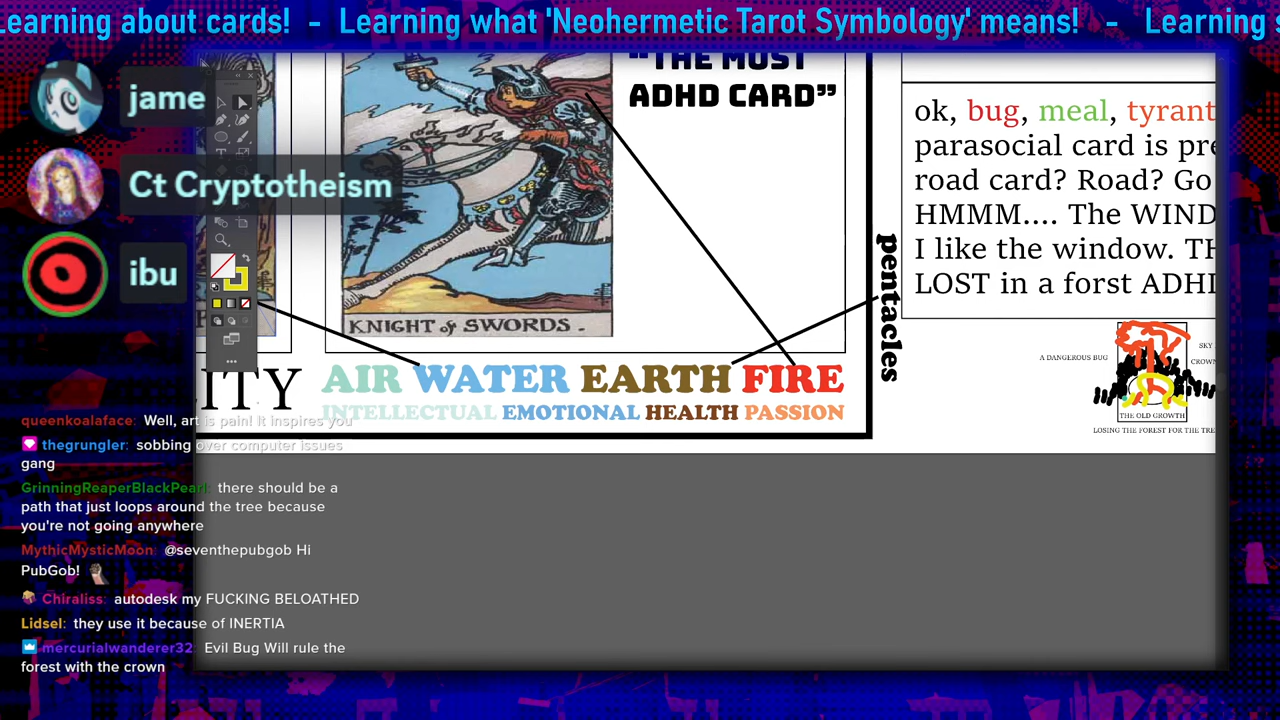 Learning about cards!  -  Learning what 'Neohermetic Tarot Symbology' means!  -  Learning
jame
Ct Cryptotheism
ibu
"THE MOST
ADHD CARD"
KNIGHT of SWORDS.
ITY
AIR WATER EARTH FIRE
INTELLECTUAL EMOTIONAL HEALTH PASSION
pentacles
ok, bug, meal, tyrant
parasocial card is pre
road card? Road? Go
HMMM.... The WIND
I like the window. TH
LOST in a forst ADHD
A DANGEROUS BUG
SKY
CROWN
THE OLD GROWTH
LOSING THE FOREST FOR THE TRE
queenkoalaface: Well, art is pain! It inspires you
thegrungler: sobbing over computer issues
gang
GrinningReaperBlackPearl: there should be a
path that just loops around the tree because
you're not going anywhere
MythicMysticMoon: @seventhepubgob Hi
PubGob!
Chiraliss: autodesk my FUCKING BELOATHED
Lidsel: they use it because of INERTIA
mercurialwanderer32: Evil Bug Will rule the
forest with the crown